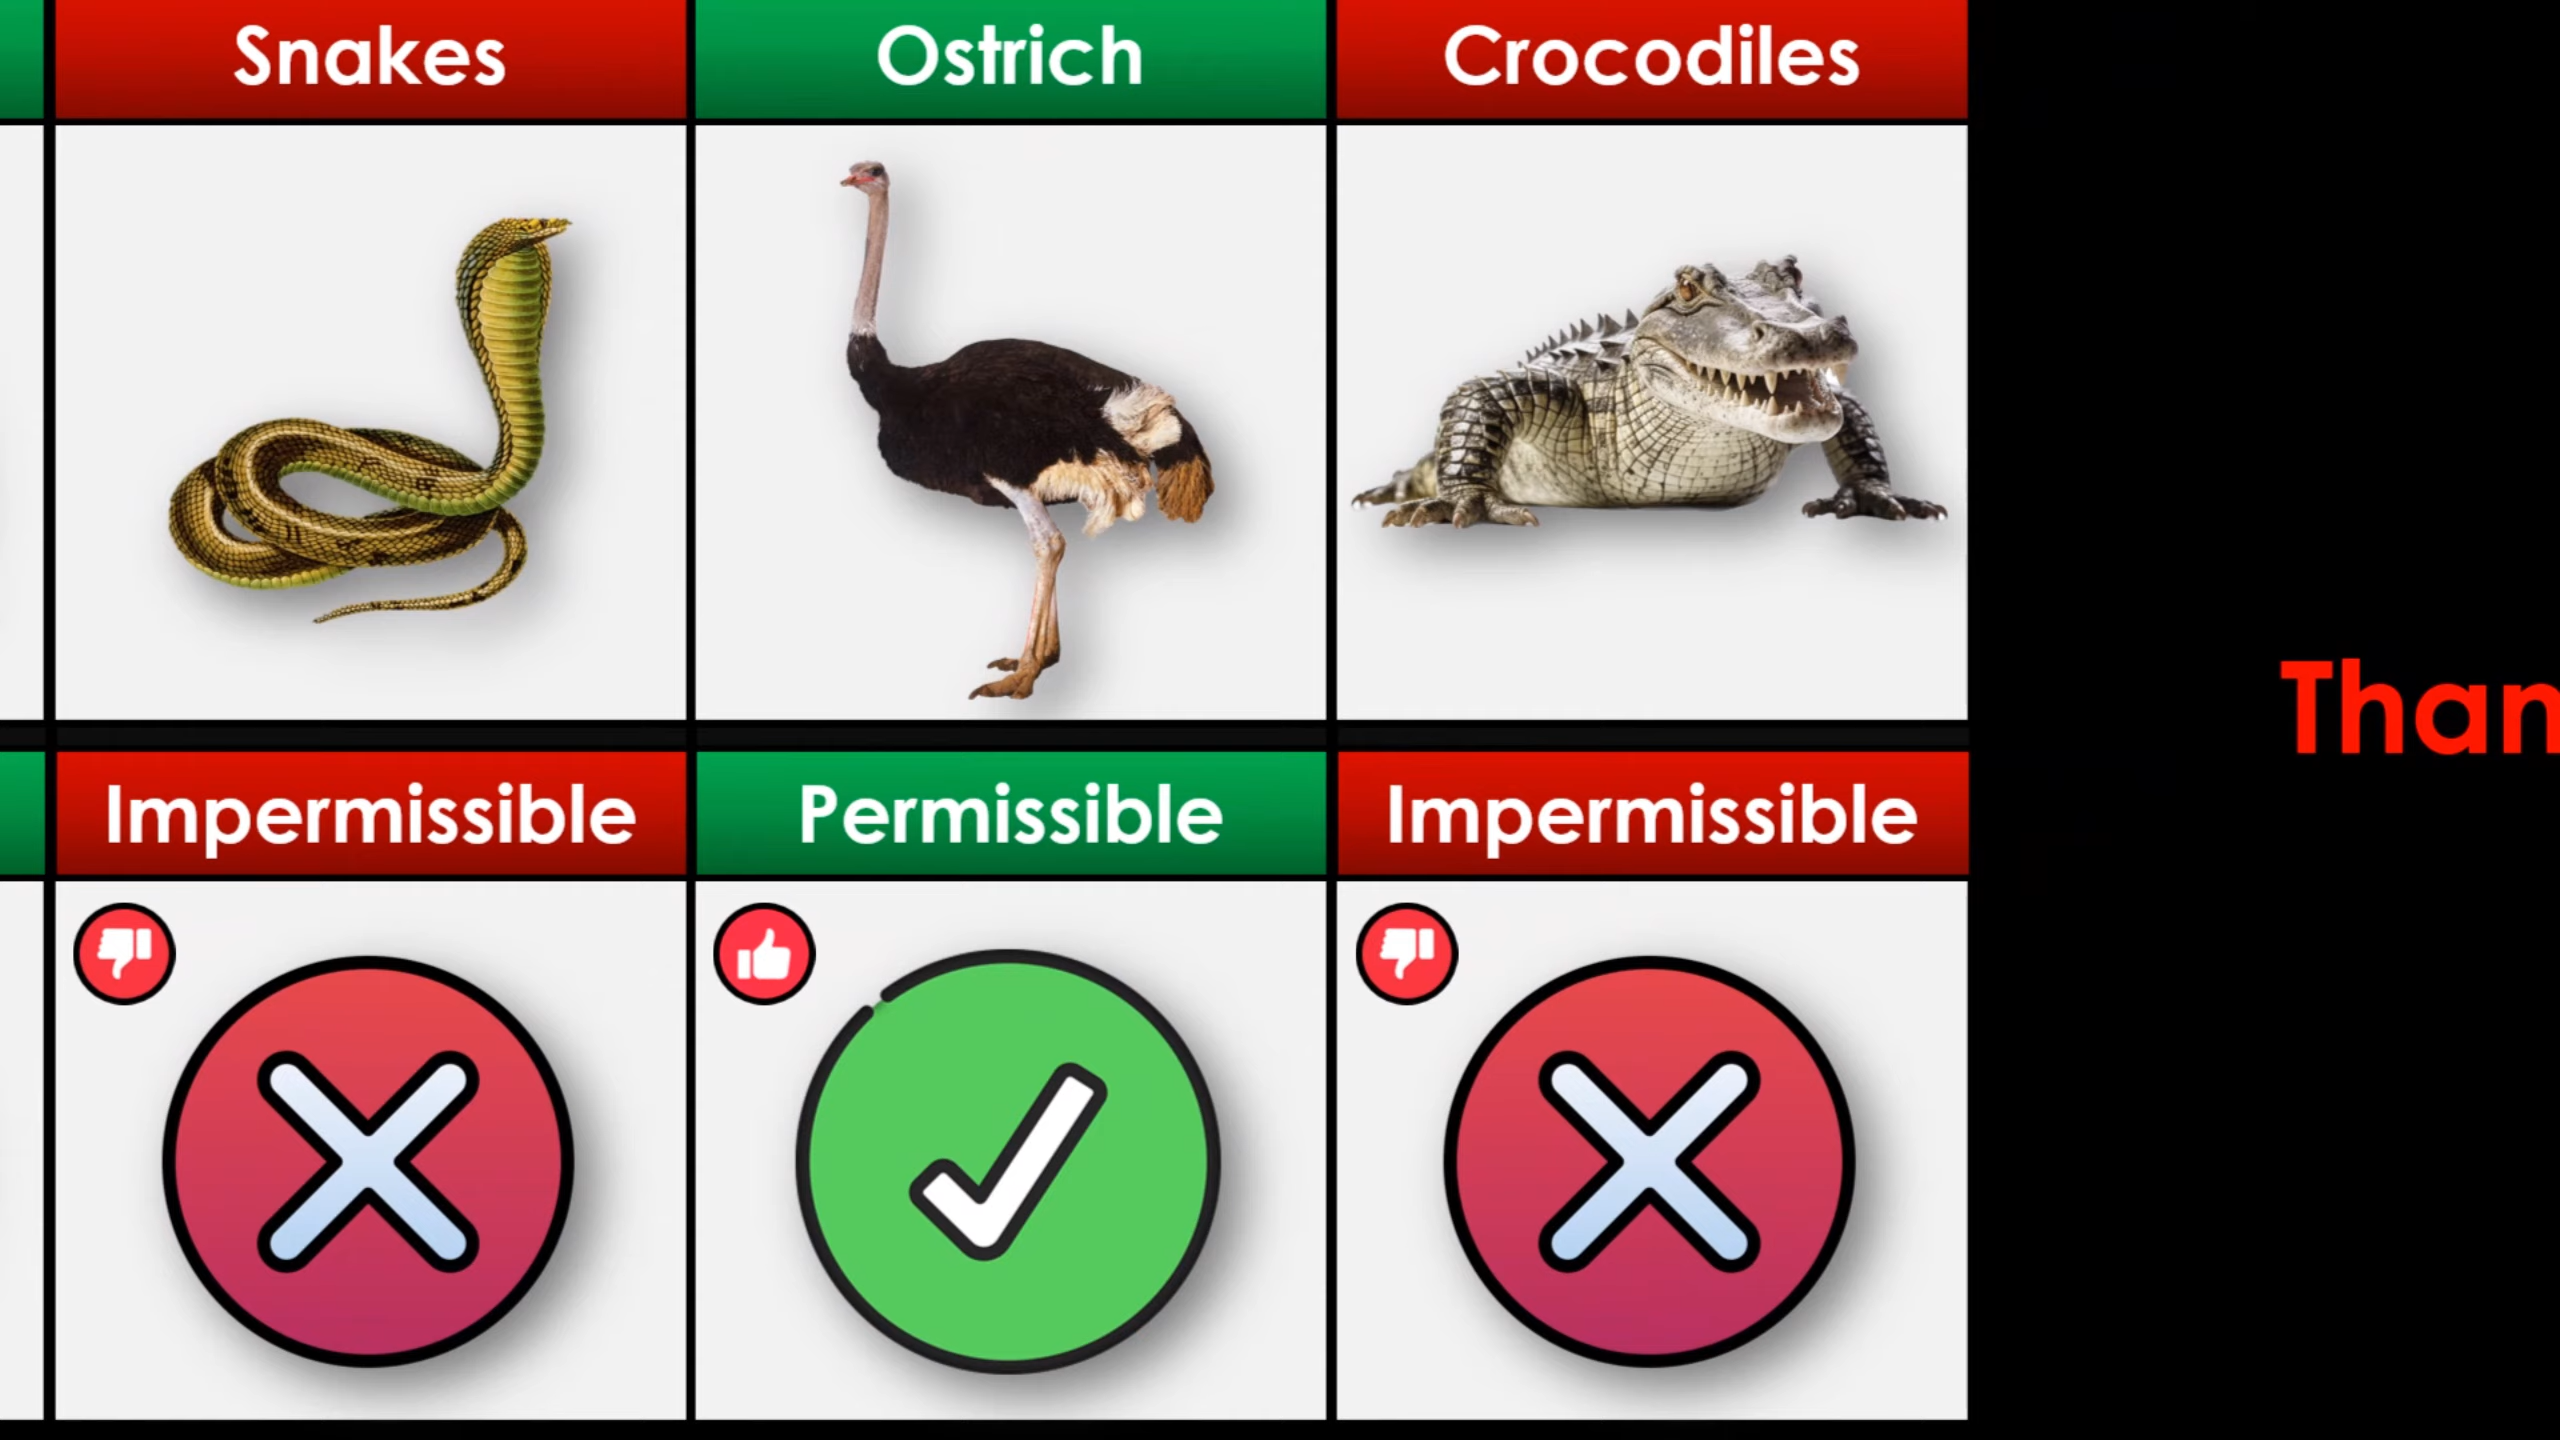 Snakes
Ostrich
Crocodiles
Impermissible
Permissible
Impermissible
Than